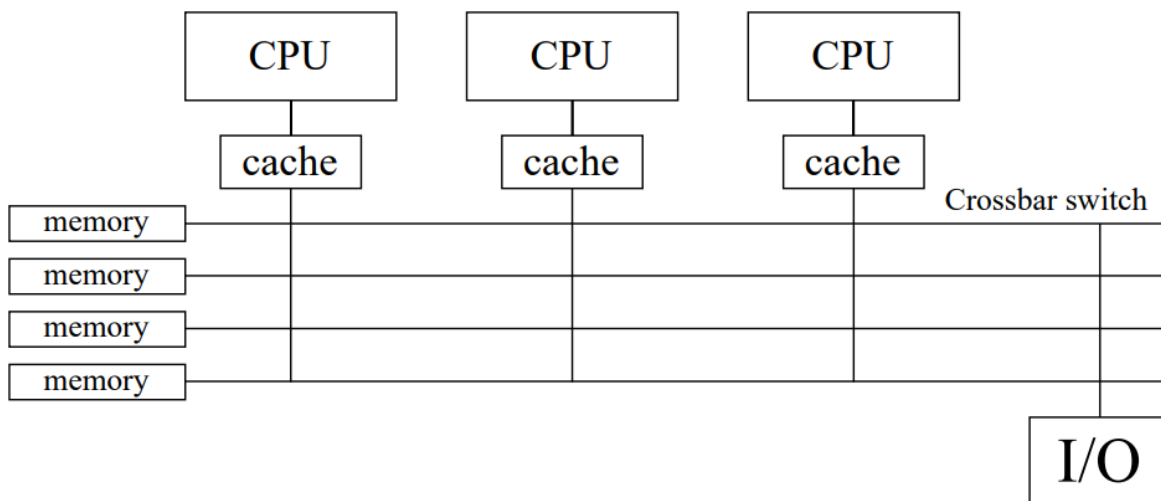 CPU
CPU
CPU
cache
cache
cache
Crossbar switch
memory
memory
memory
memory
I/O